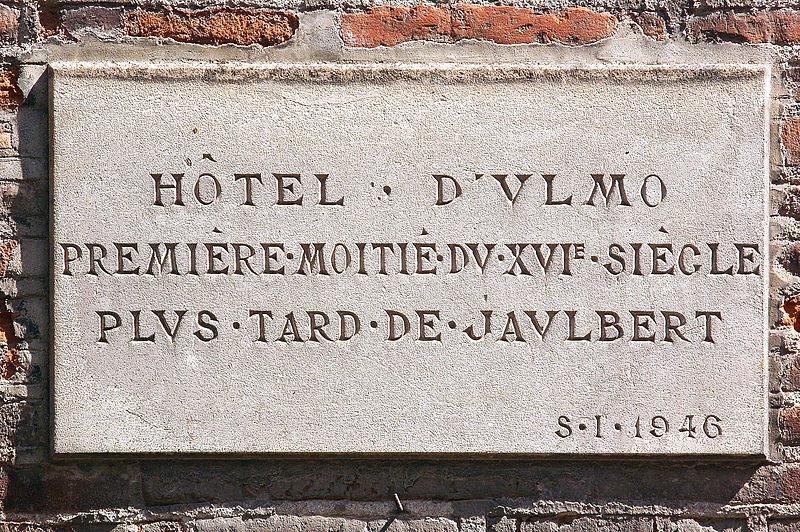 HÔTEL · D'VLMO
PREMIÈRE·MOITIÉ·DV·XVIE·SIÈCLE
PLVS·TARD·DE·JAVLBERT
S·I·1946